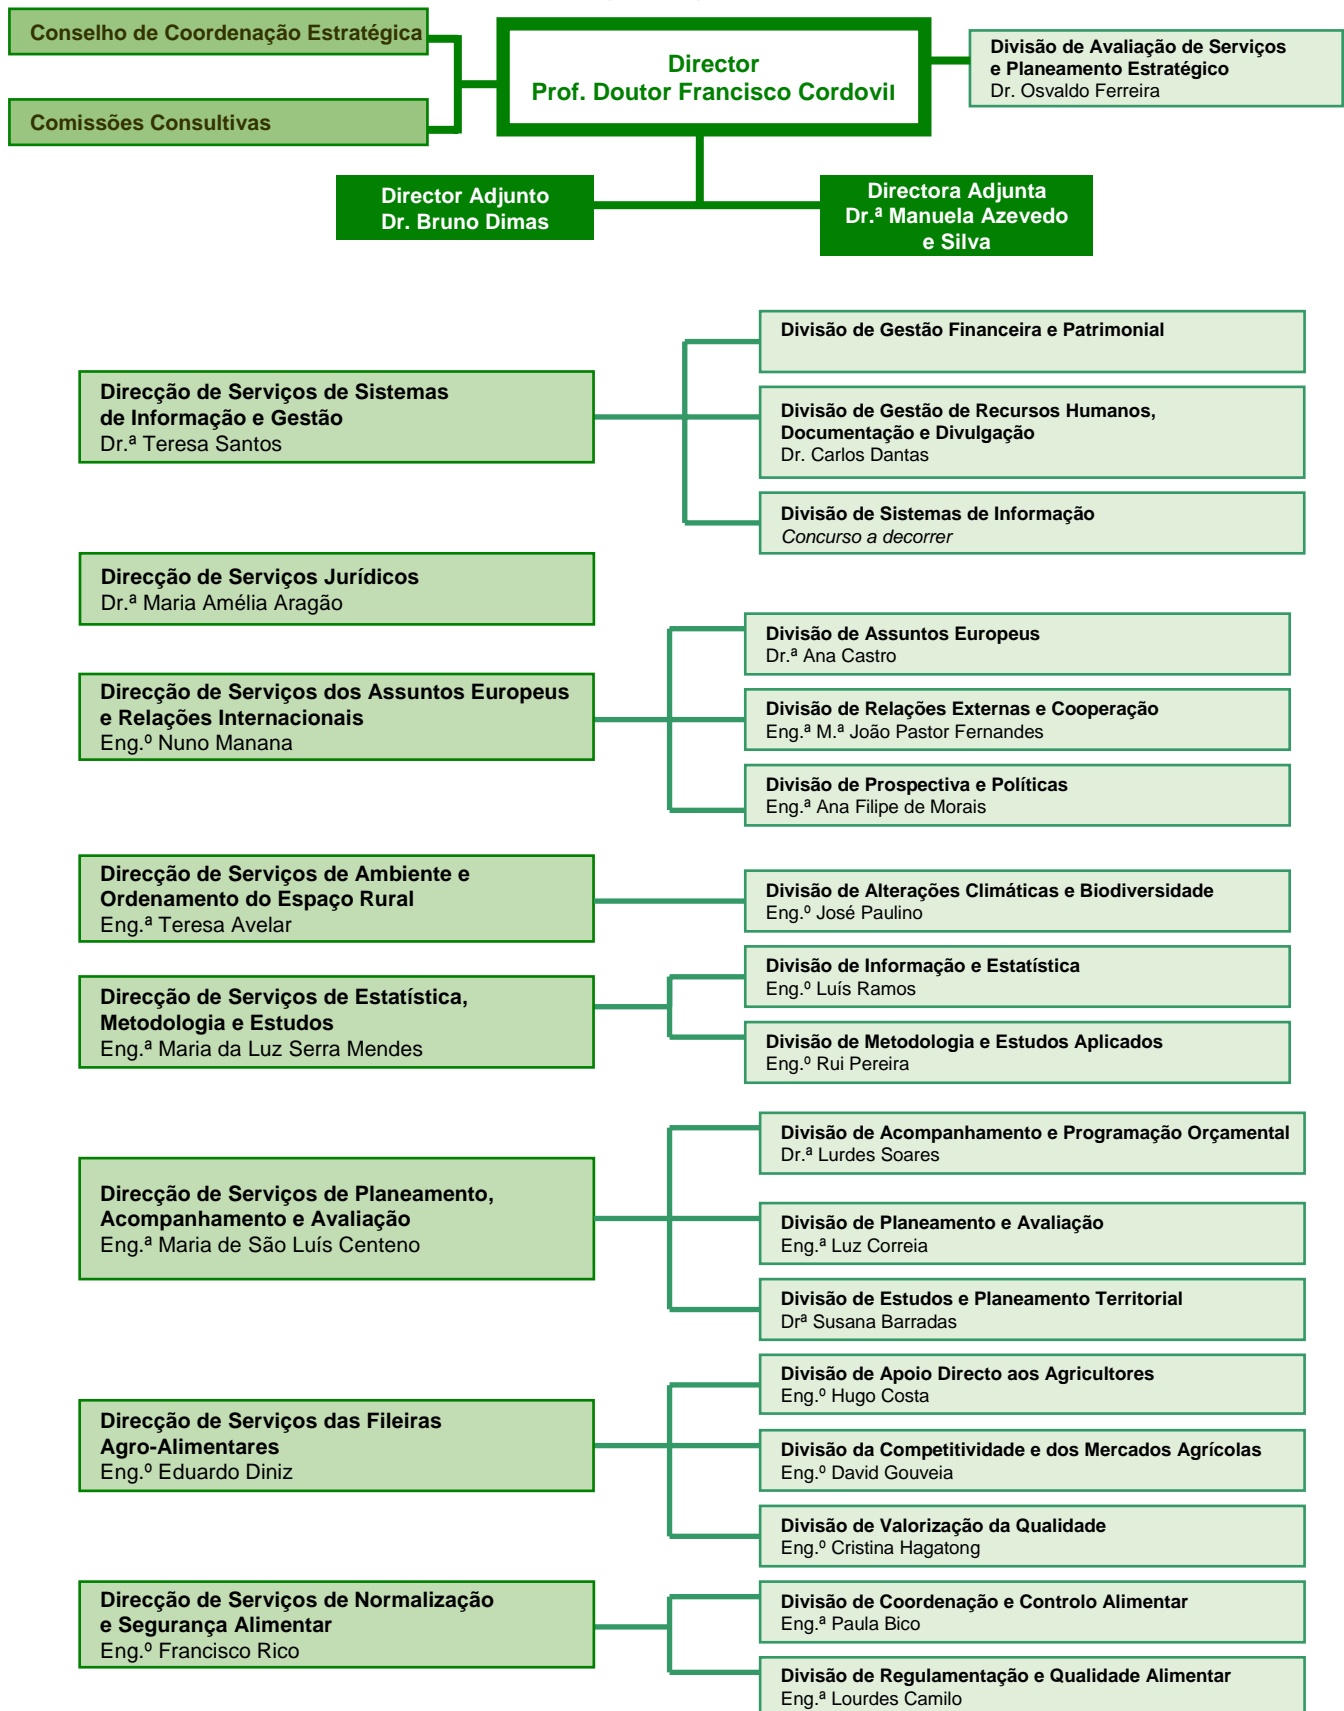 Conselho de Coordenação Estratégica
Comissões Consultivas
Director
Prof. Doutor Francisco Cordovil
Divisão de Avaliação de Serviços
e Planeamento Estratégico
Dr. Osvaldo Ferreira
Director Adjunto
Dr. Bruno Dimas
Directora Adjunta
Dr.ª Manuela Azevedo
e Silva
Direcção de Serviços de Sistemas
de Informação e Gestão
Dr.ª Teresa Santos
Divisão de Gestão Financeira e Patrimonial
Divisão de Gestão de Recursos Humanos,
Documentação e Divulgação
Dr. Carlos Dantas
Divisão de Sistemas de Informação
Concurso a decorrer
Direcção de Serviços Jurídicos
Dr.ª Maria Amélia Aragão
Direcção de Serviços dos Assuntos Europeus
e Relações Internacionais
Eng.º Nuno Manana
Divisão de Assuntos Europeus
Dr.ª Ana Castro
Divisão de Relações Externas e Cooperação
Eng.ª M.ª João Pastor Fernandes
Divisão de Prospectiva e Políticas
Eng.ª Ana Filipe de Morais
Direcção de Serviços de Ambiente e
Ordenamento do Espaço Rural
Eng.ª Teresa Avelar
Divisão de Alterações Climáticas e Biodiversidade
Eng.º José Paulino
Direcção de Serviços de Estatística,
Metodologia e Estudos
Eng.ª Maria da Luz Serra Mendes
Divisão de Informação e Estatística
Eng.º Luís Ramos
Divisão de Metodologia e Estudos Aplicados
Eng.º Rui Pereira
Direcção de Serviços de Planeamento,
Acompanhamento e Avaliação
Eng.ª Maria de São Luís Centeno
Divisão de Acompanhamento e Programação Orçamental
Dr.ª Lurdes Soares
Divisão de Planeamento e Avaliação
Eng.ª Luz Correia
Divisão de Estudos e Planeamento Territorial
Drª Susana Barradas
Direcção de Serviços das Fileiras
Agro-Alimentares
Eng.º Eduardo Diniz
Divisão de Apoio Directo aos Agricultores
Eng.º Hugo Costa
Divisão da Competitividade e dos Mercados Agrícolas
Eng.º David Gouveia
Divisão de Valorização da Qualidade
Eng.º Cristina Hagatong
Direcção de Serviços de Normalização
e Segurança Alimentar
Eng.º Francisco Rico
Divisão de Coordenação e Controlo Alimentar
Eng.ª Paula Bico
Divisão de Regulamentação e Qualidade Alimentar
Eng.ª Lourdes Camilo